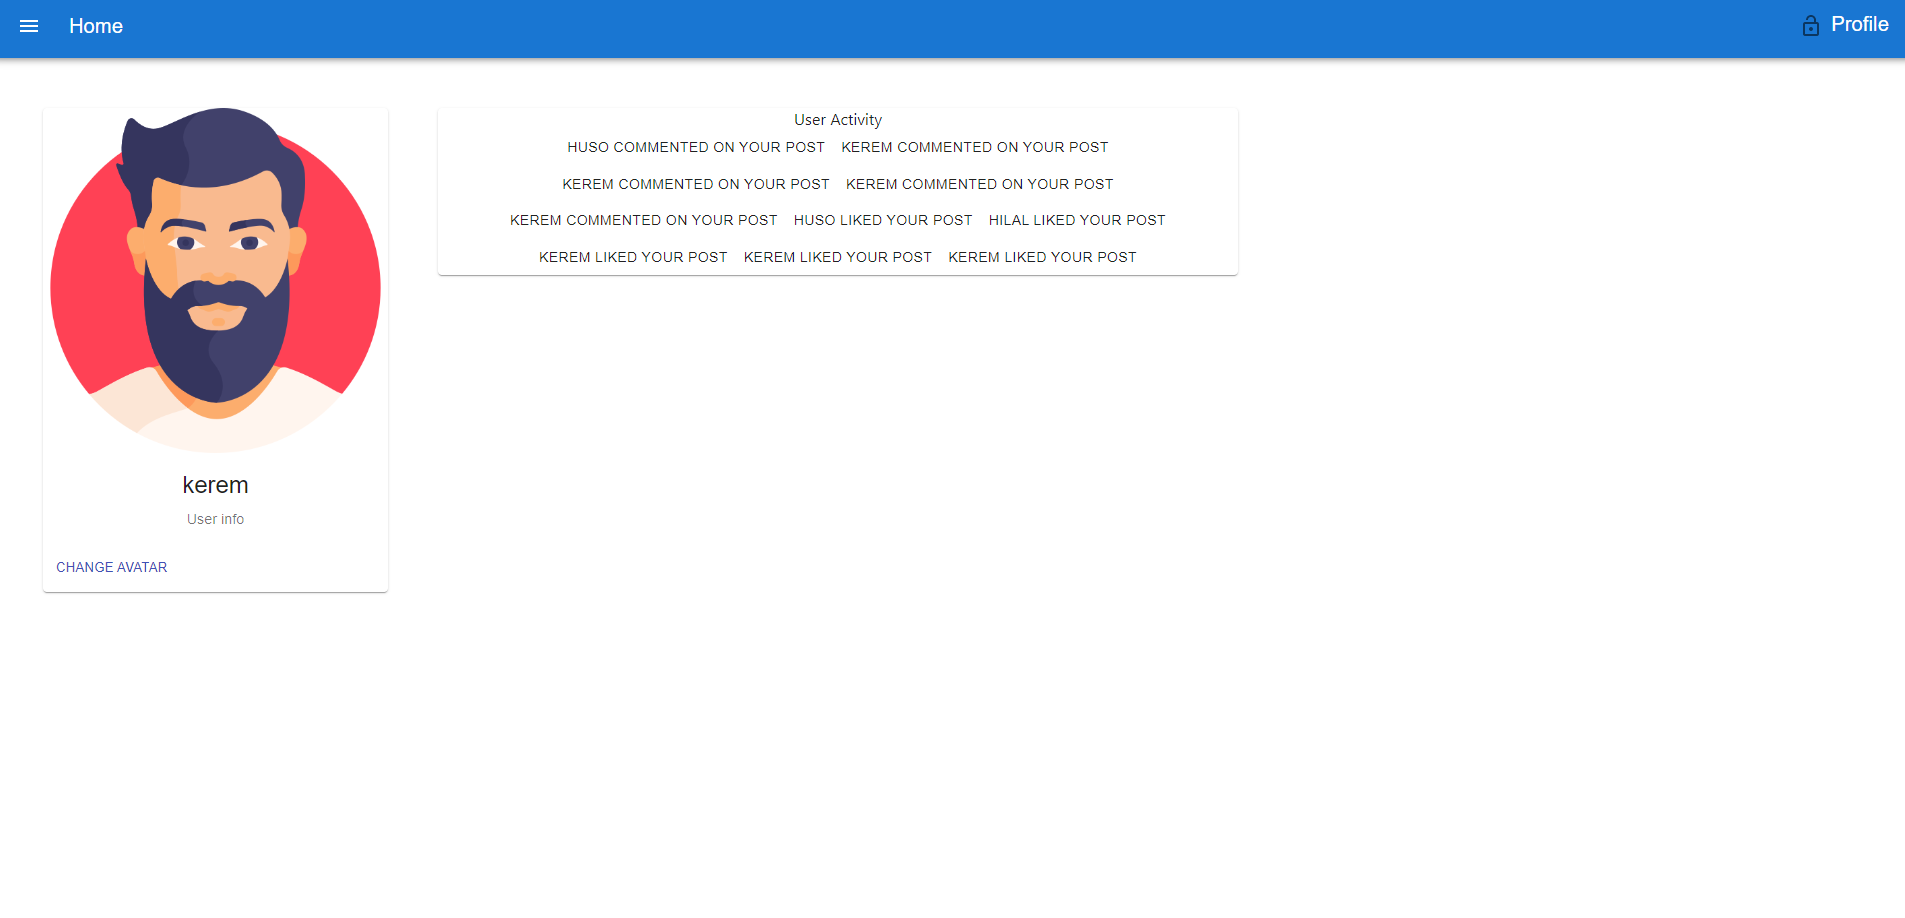 Home
Profile
User Activity
HUSO COMMENTED ON YOUR POST KEREM COMMENTED ON YOUR POST
KEREM COMMENTED ON YOUR POST KEREM COMMENTED ON YOUR POST
KEREM COMMENTED ON YOUR POST HUSO LIKED YOUR POST HILAL LIKED YOUR POST
KEREM LIKED YOUR POST KEREM LIKED YOUR POST KEREM LIKED YOUR POST
kerem
User info
CHANGE AVATAR